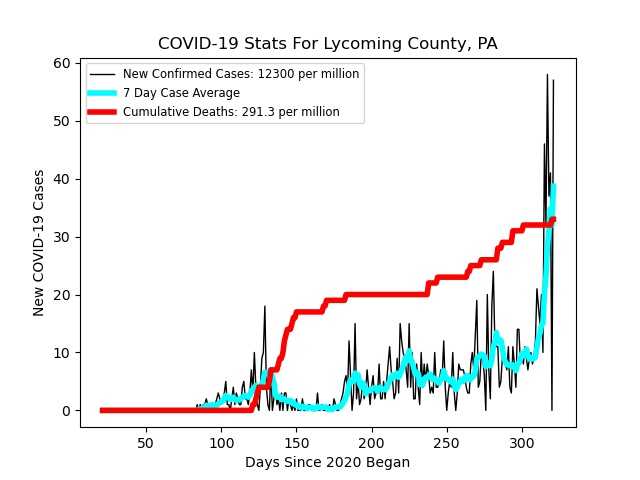 COVID-19 Stats For Lycoming County, PA
New Confirmed Cases: 12300 per million
7 Day Case Average
Cumulative Deaths: 291.3 per million
New COVID-19 Cases
60
50
40
30
20
10
0
50 100 150 200 250 300
Days Since 2020 Began